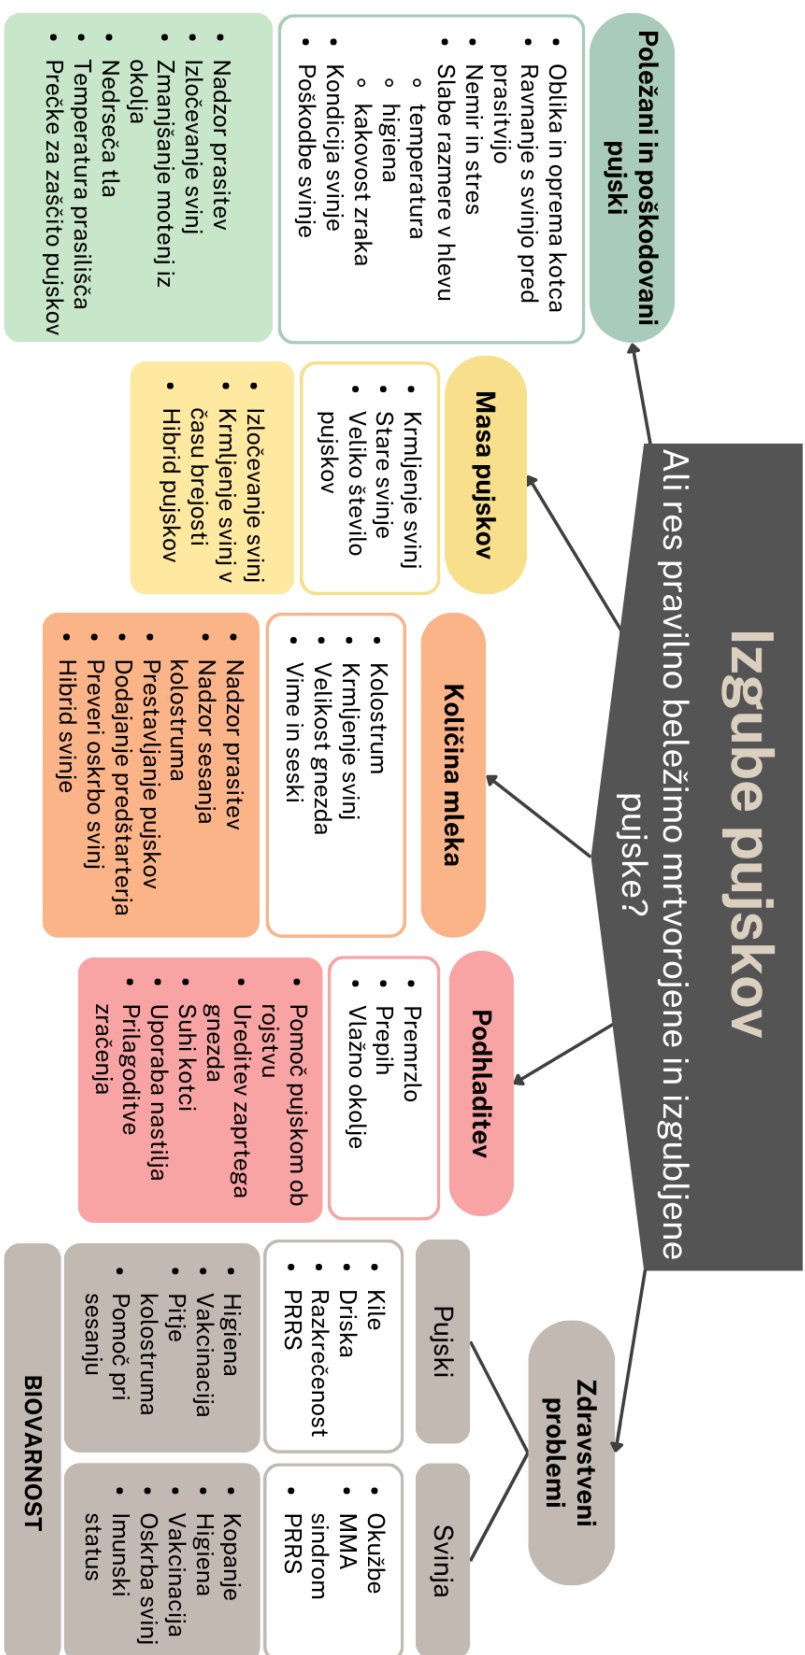 Izgube pujskov
Ali res pravilno beležimo mrtvorojene in izgubljene
pujske?
Poležani in poškodovani
pujski
• Oblika in oprema kotca
• Ravnanje s svinjo pred
prasitvijo
• Nemir in stres
• Slabe razmere v hlevu
◦ temperatura
◦ higiena
◦ kakovost zraka
• Kondicija svinje
• Poškodbe svinje
• Nadzor prasitev
• Izločevanje svinj
• Zmanjšanje motenj iz
okolja
• Nedrseča tla
• Temperatura prasilišča
• Prečke za zaščito pujskov
Masa pujskov
• Krmljenje svinj
• Stare svinje
• Veliko število
pujskov
• Izločevanje svinj
• Krmljenje svinj v
času brejosti
• Hibrid pujskov
Količina mleka
• Kolostrum
• Krmljenje svinj
• Velikost gnezda
• Vime in seski
• Nadzor prasitev
• Nadzor sesanja
kolostruma
• Prestavljanje pujskov
• Dodajanje predštarterja
• Preveri oskrbo svinj
• Hibrid svinje
Podhladitev
• Premrzlo
• Prepih
• Vlažno okolje
• Pomoč pujskom ob
rojstvu
• Ureditev zaprtega
gnezda
• Suhi kotci
• Uporaba nastilja
• Prilagoditve
zračenja
Zdravstveni
problemi
Pujski
• Kile
• Driska
• Razkrečenost
• PRRS
• Higiena
• Vakcinacija
• Pitje
kolostruma
• Pomoč pri
sesanju
Svinja
• Okužbe
• MMA
sindrom
• PRRS
• Kopanje
• Higiena
• Vakcinacija
• Oskrba svinj
• Imunski
status
BIOVARNOST